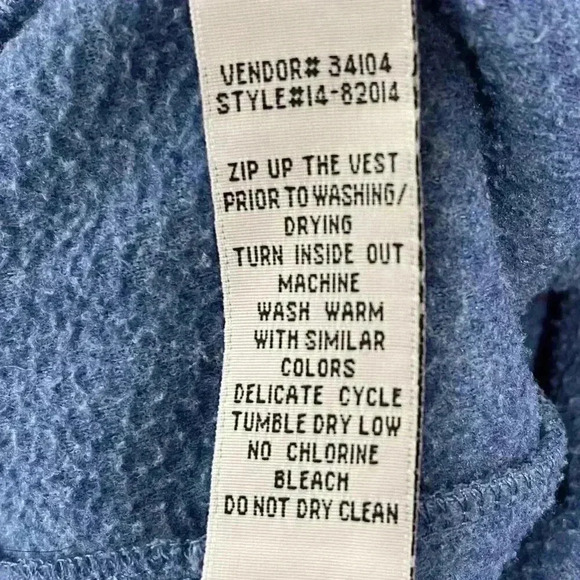 VENDOR# 34104
STYLE#14-82014
ZIP UP THE VEST
PRIOR TO WASHING/
DRYING
TURN INSIDE OUT
MACHINE
WASH WARM
WITH SIMILAR
COLORS
DELICATE CYCLE
TUMBLE DRY LOW
NO CHLORINE
BLEACH
DO NOT DRY CLEAN